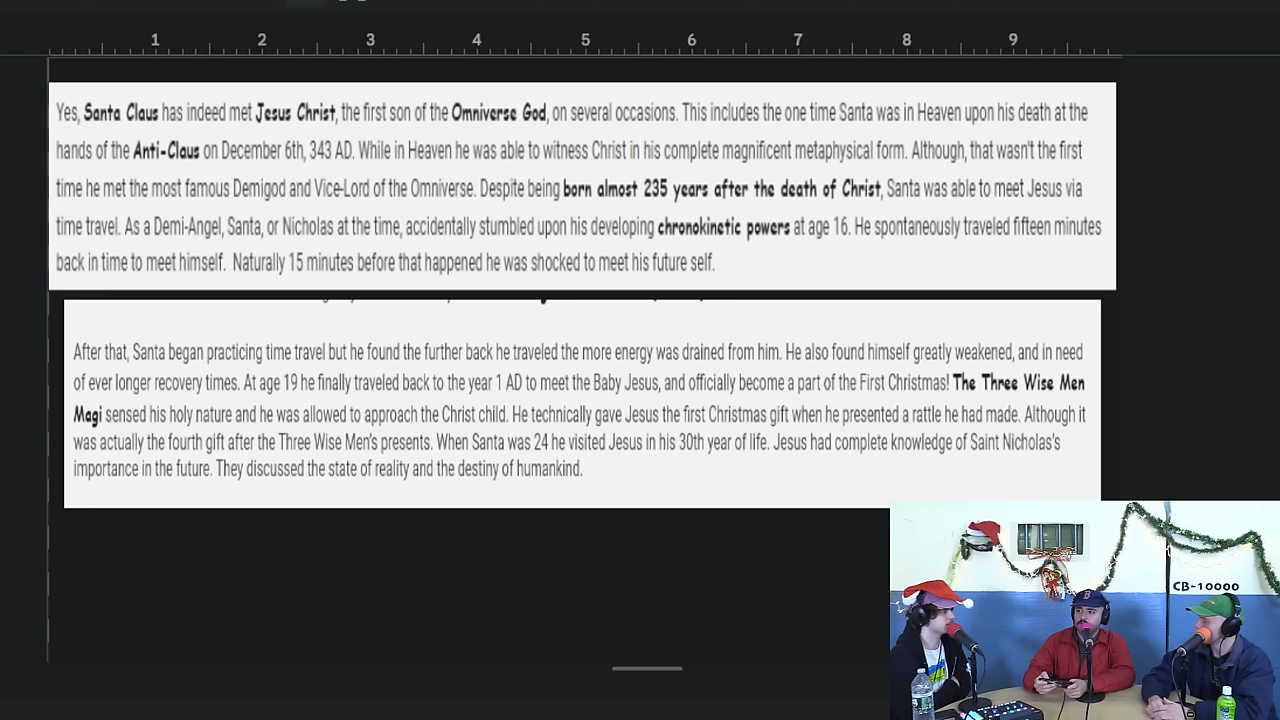 1 2 3 4 5 6 7 8 9
Yes, Santa Claus has indeed met Jesus Christ, the first son of the Omniverse God, on several occasions. This includes the one time Santa was in Heaven upon his death at the
hands of the Anti-Claus on December 6th, 343 AD. While in Heaven he was able to witness Christ in his complete magnificent metaphysical form. Although, that wasn't the first
time he met the most famous Demigod and Vice-Lord of the Omniverse. Despite being born almost 235 years after the death of Christ, Santa was able to meet Jesus via
time travel. As a Demi-Angel, Santa, or Nicholas at the time, accidentally stumbled upon his developing chronokinetic powers at age 16. He spontaneously traveled fifteen minutes
back in time to meet himself. Naturally 15 minutes before that happened he was shocked to meet his future self.
After that, Santa began practicing time travel but he found the further back he traveled the more energy was drained from him. He also found himself greatly weakened, and in need
of ever longer recovery times. At age 19 he finally traveled back to the year 1 AD to meet the Baby Jesus, and officially become a part of the First Christmas! The Three Wise Men
Magi sensed his holy nature and he was allowed to approach the Christ child. He technically gave Jesus the first Christmas gift when he presented a rattle he had made. Although it
was actually the fourth gift after the Three Wise Men's presents. When Santa was 24 he visited Jesus in his 30th year of life. Jesus had complete knowledge of Saint Nicholas's
importance in the future. They discussed the state of reality and the destiny of humankind.
CB-10000